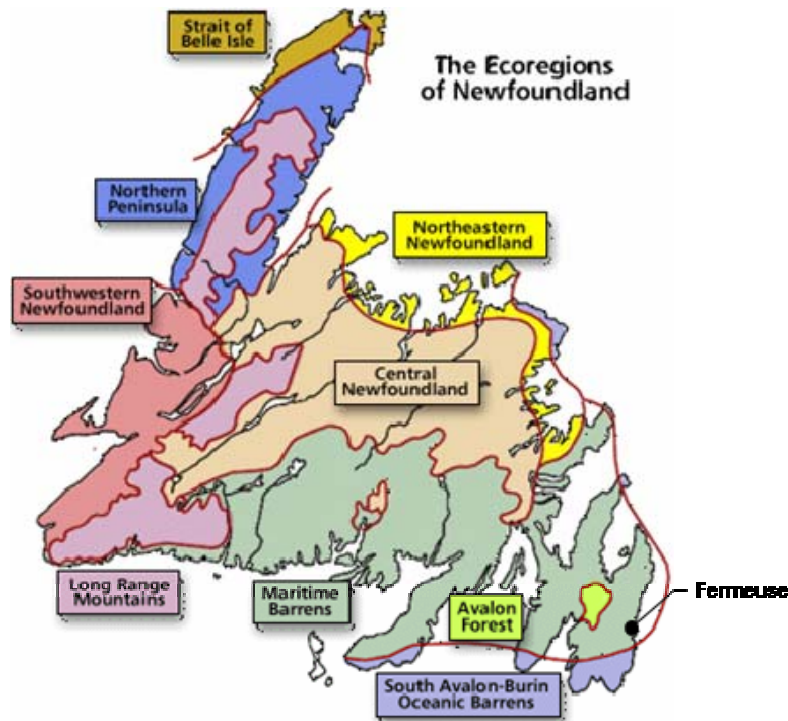 Strait of
Belle Isle
The Ecoregions
of Newfoundland
Northern
Peninsula
Northeastern
Newfoundland
Southwestern
Newfoundland
Central
Newfoundland
Long Range
Mountains
Maritime
Barrens
Avalon
Forest
Fermeuse
South Avalon-Burin
Oceanic Barrens